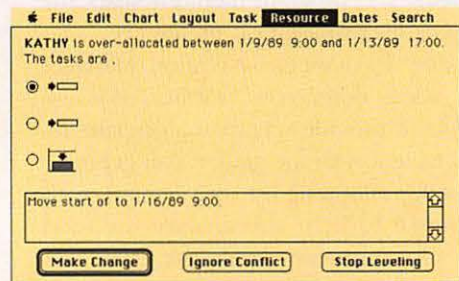 File Edit Chart Layout Task Resource Dates Search
KATHY is over-allocated between 1/9/89 9:00 and 1/13/89 17:00.
The tasks are .
Move start of to 1/16/89 9:00.
Make Change Ignore Conflict Stop Leveling